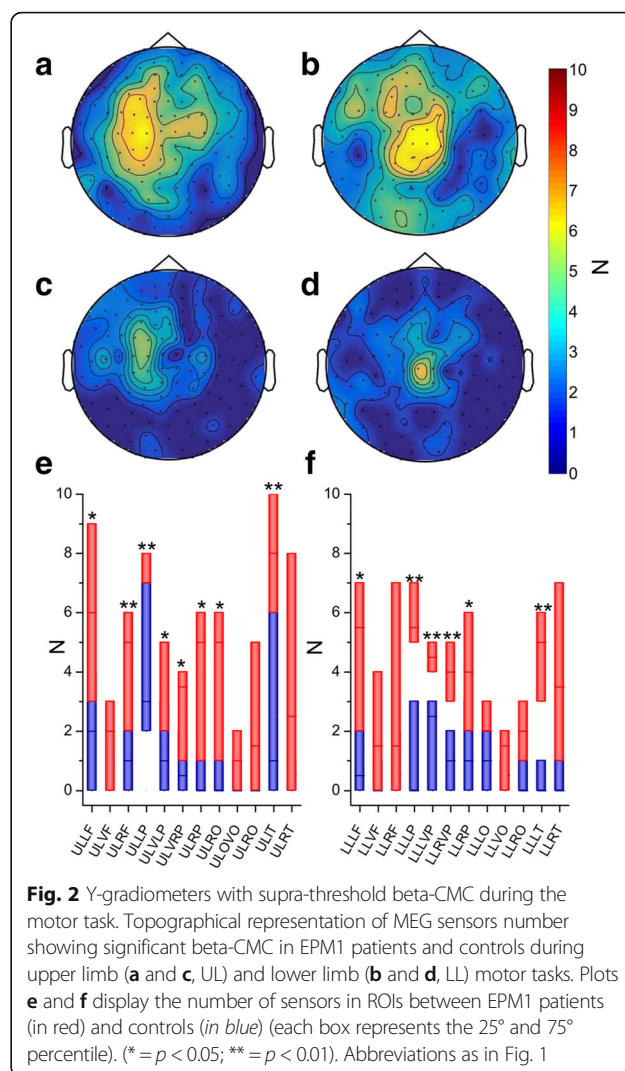 a
b
10
9
8
7
6
5
4
3
2
1
0
N
c
d
e
f
10
8
6
4
2
0
N
*
**
**
*
*
*
*
**
ULLF
ULVF
ULRF
ULLP
ULVLP
ULVRP
ULRP
ULRO
ULOVO
ULRO
ULIT
ULRT
10
8
6
4
2
0
N
*
**
**
**
*
**
LLLF
LLVF
LLRF
LLLP
LLLVP
LLRVP
LLRP
LLLO
LLVO
LLRO
LLLT
LLRT
Fig. 2 Y-gradiometers with supra-threshold beta-CMC during the
motor task. Topographical representation of MEG sensors number
showing significant beta-CMC in EPM1 patients and controls during
upper limb (a and c, UL) and lower limb (b and d, LL) motor tasks. Plots
e and f display the number of sensors in ROIs between EPM1 patients
(in red) and controls (in blue) (each box represents the 25° and 75°
percentile). (* = p < 0.05; ** = p < 0.01). Abbreviations as in Fig. 1